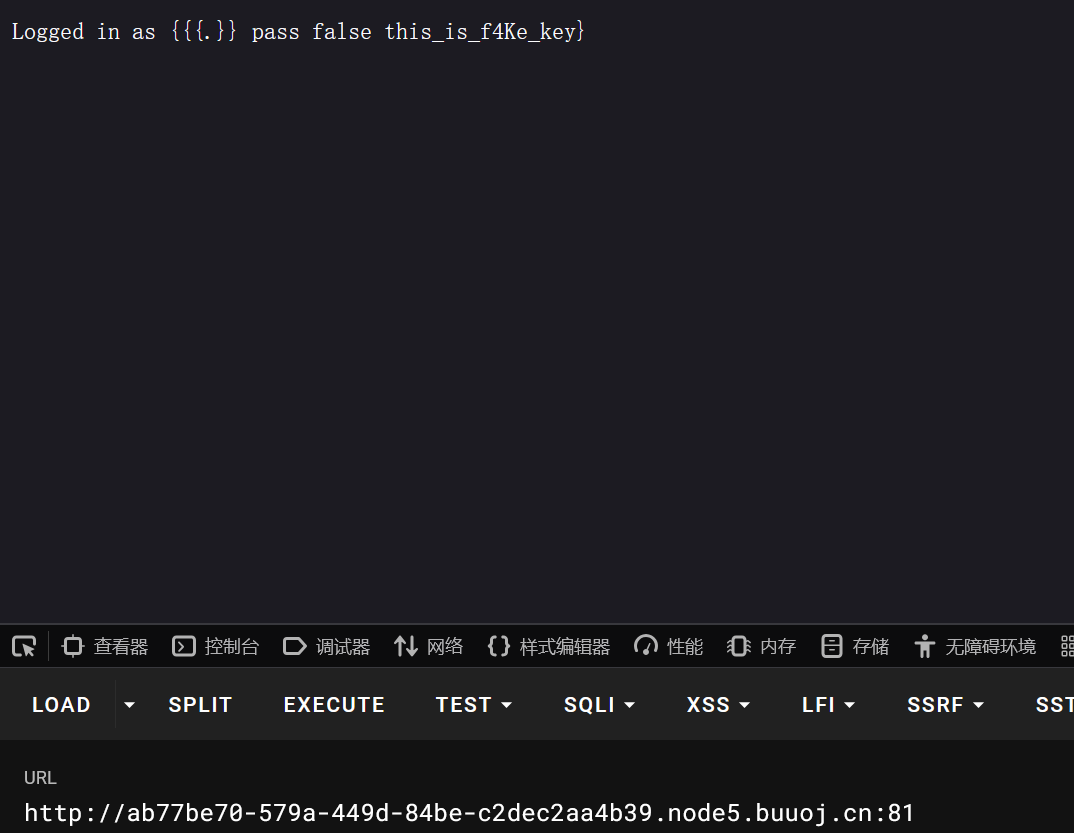 Logged in as {{{.}} pass false this_is_f4Ke_key}
查看器 控制台 调试器 网络 {} 样式编辑器 性能 内存 存储 无障碍环境
LOAD SPLIT EXECUTE TEST SQLI XSS LFI SSRF SST
URL
http://ab77be70-579a-449d-84be-c2dec2aa4b39.node5.buuoj.cn:81